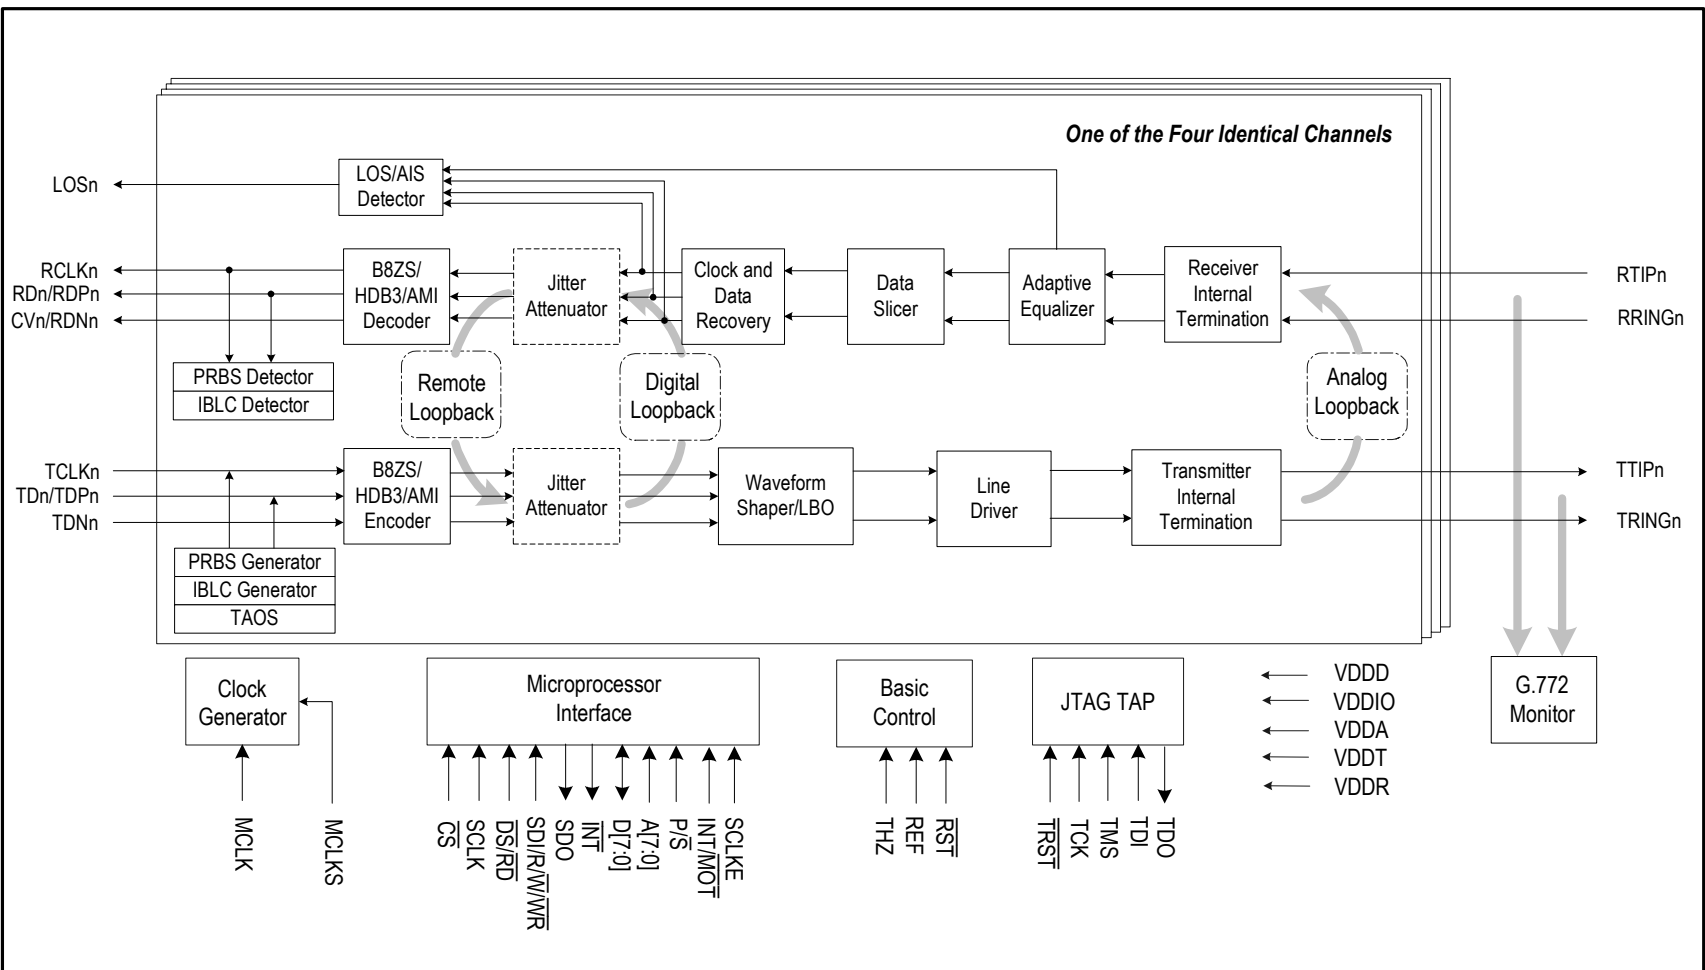 One of the Four Identical Channels
LOSn
LOS/AIS
Detector
RCLKn
RDn/RDPn
CVn/RDNn
B8ZS/
HDB3/AMI
Decoder
Jitter
Attenuator
Clock and
Data
Recovery
Data
Slicer
Adaptive
Equalizer
Receiver
Internal
Termination
RTIPn
RRINGn
PRBS Detector
IBLC Detector
Remote
Loopback
Digital
Loopback
Analog
Loopback
TCLKn
TDn/TDPn
TDNn
B8ZS/
HDB3/AMI
Encoder
Jitter
Attenuator
Waveform
Shaper/LBO
Line
Driver
Transmitter
Internal
Termination
TTIPn
TRINGn
PRBS Generator
IBLC Generator
TAOS
Clock
Generator
Microprocessor
Interface
Basic
Control
JTAG TAP
VDDD
VDDIO
VDDA
VDDT
VDDR
G.772
Monitor
MCLK
MCLKS
CS
SCLK
DS/RD
SDI/R/W/WR
SDO
INT
D[7:0]
A[7:0]
P/S
INT/MOT
SCLKE
THZ
REF
RST
TRST
TCK
TMS
TDI
TDO